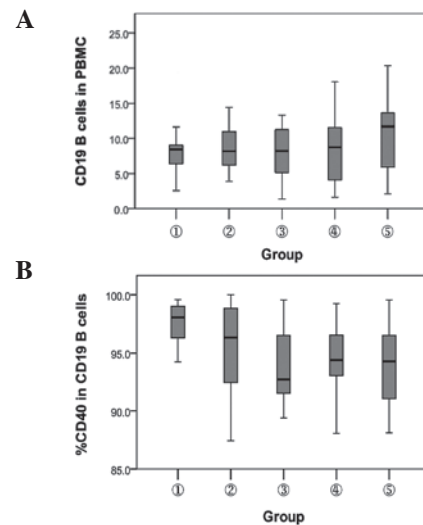 A
CD19 B cells in PBMC
25.0
20.0
15.0
10.0
5.0
0.0
① ② ③ ④ ⑤
Group
B
%CD40 in CD19 B cells
100.0
95.0
90.0
85.0
① ② ③ ④ ⑤
Group